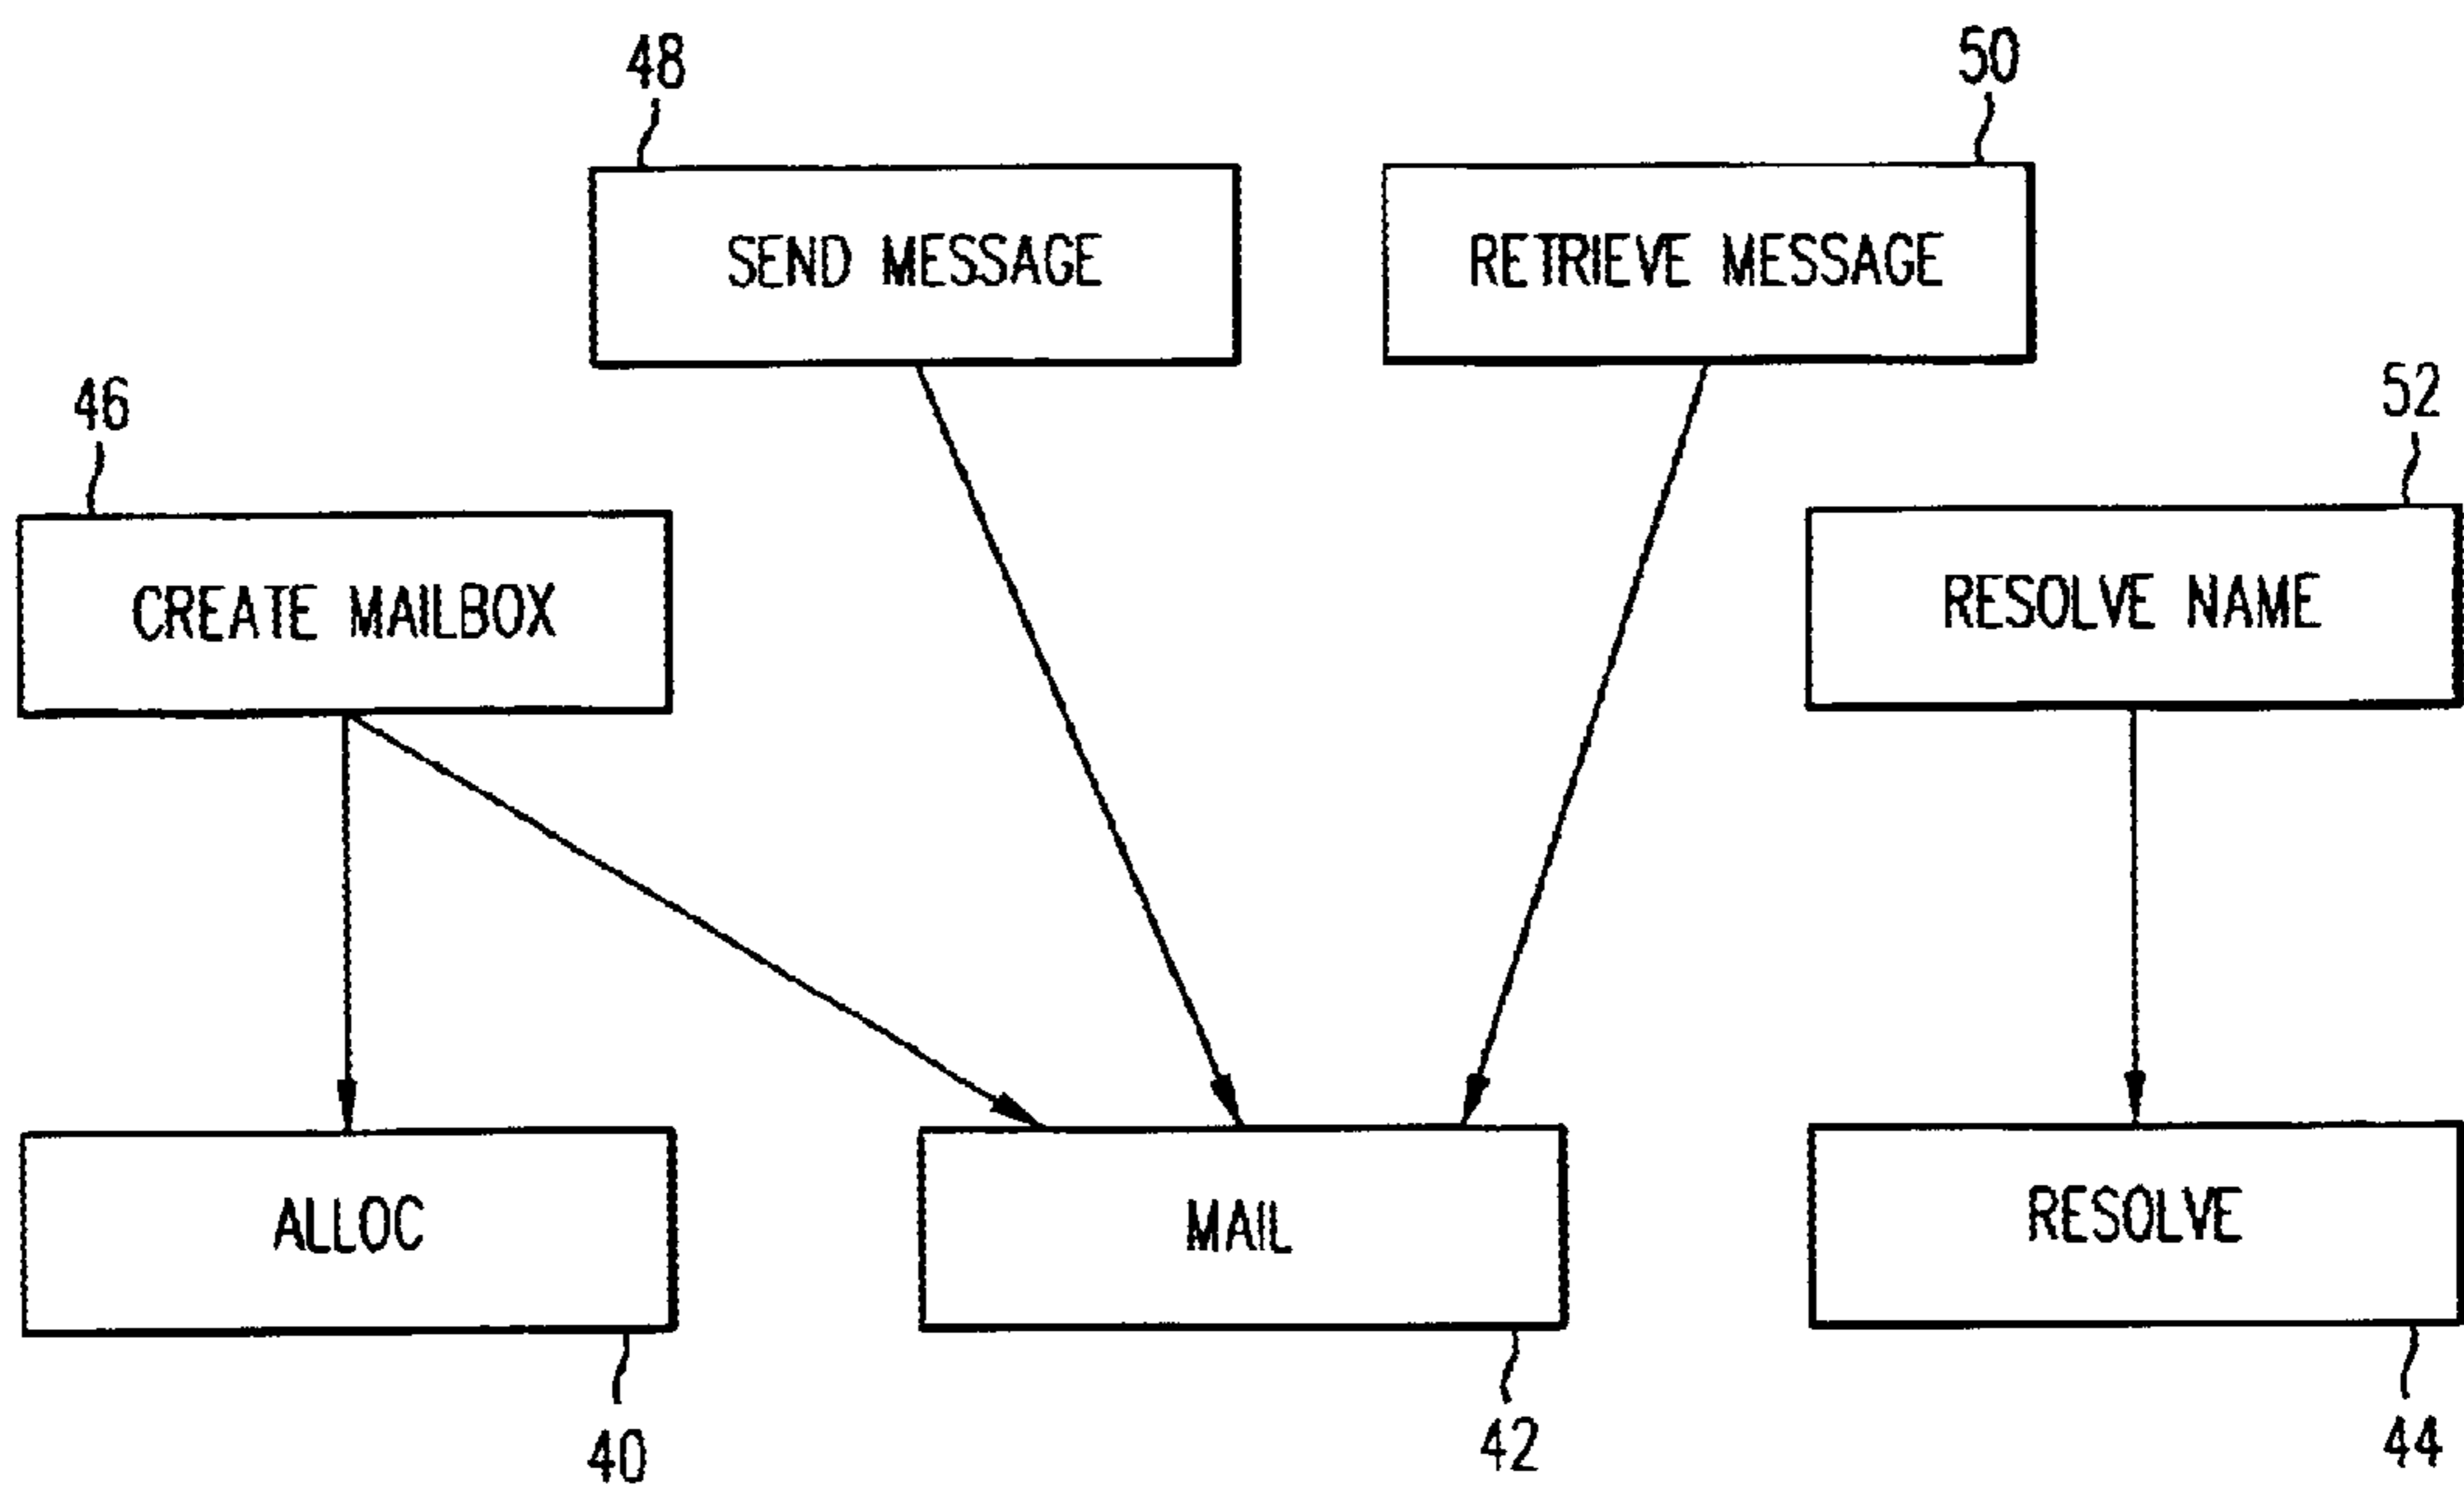 48
50
SEND MESSAGE
RETRIEVE MESSAGE
46
52
CREATE MAILBOX
RESOLVE NAME
ALLOC
MAIL
RESOLVE
40
42
44